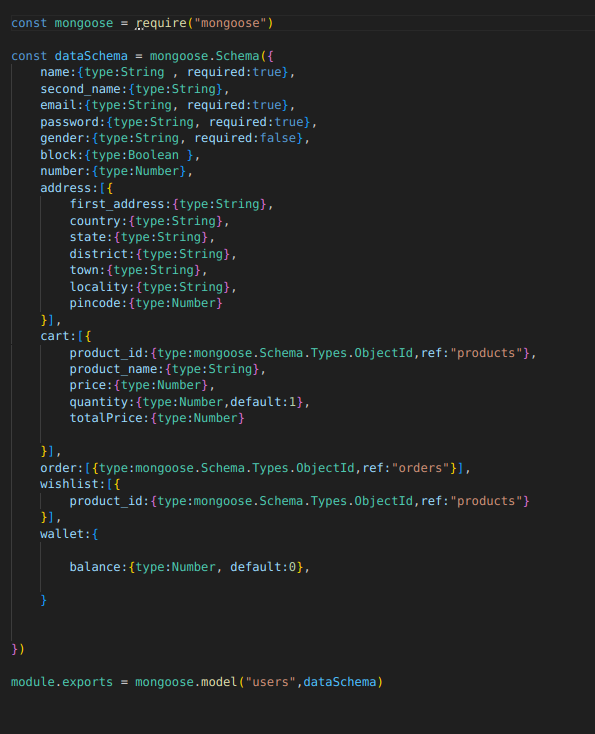 const mongoose = require("mongoose")
const dataSchema = mongoose.Schema({
name:{type:String , required:true},
second_name:{type:String},
email:{type:String, required:true},
password:{type:String, required:true},
gender:{type:String, required:false},
block:{type:Boolean },
number:{type:Number},
address:[{
first_address:{type:String},
country:{type:String},
state:{type:String},
district:{type:String},
town:{type:String},
locality:{type:String},
pincode:{type:Number}
}],
cart:[{
product_id:{type:mongoose.Schema.Types.ObjectId,ref:"products"},
product_name:{type:String},
price:{type:Number},
quantity:{type:Number,default:1},
totalPrice:{type:Number}
}],
order:[{type:mongoose.Schema.Types.ObjectId,ref:"orders"}],
wishlist:[{
product_id:{type:mongoose.Schema.Types.ObjectId,ref:"products"}
}],
wallet:{
balance:{type:Number, default:0},
}
})
module.exports = mongoose.model("users",dataSchema)